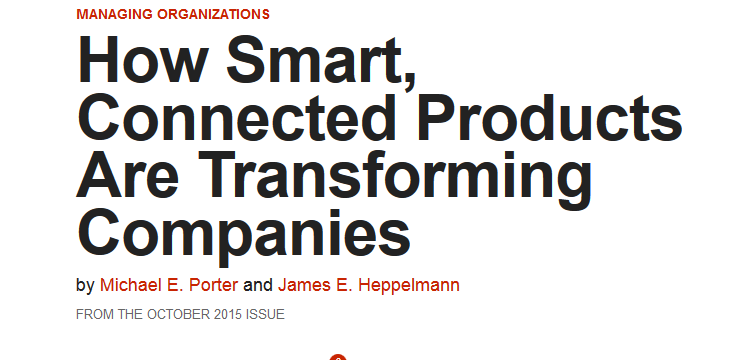 MANAGING ORGANIZATIONS
How Smart,
Connected Products
Are Transforming
Companies
by Michael E. Porter and James E. Heppelmann
FROM THE OCTOBER 2015 ISSUE